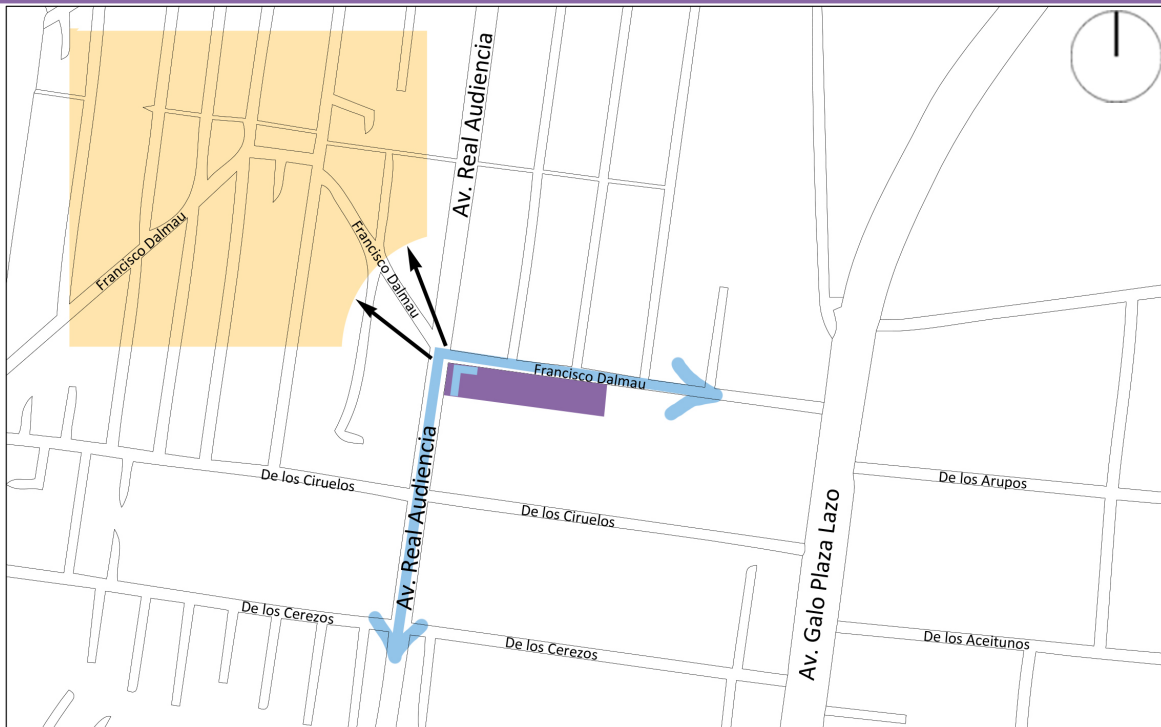 Av. Real Audiencia
Francisco Dalmau
Francisco Dalmau
Francisco Dalmau
Av. Real Audiencia
De los Ciruelos
De los Arupos
De los Ciruelos
Av. Galo Plaza Lazo
De los Cerezos
De los Cerezos
De los Aceitunos